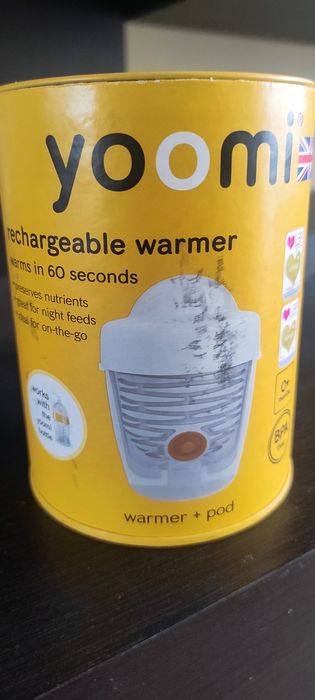 yoomi®
rechargeable warmer
warms in 60 seconds
preserves nutrients
great for night feeds
ideal for on-the-go
works
with
the
yoomi
bottle
0+
BPA
warmer + pod